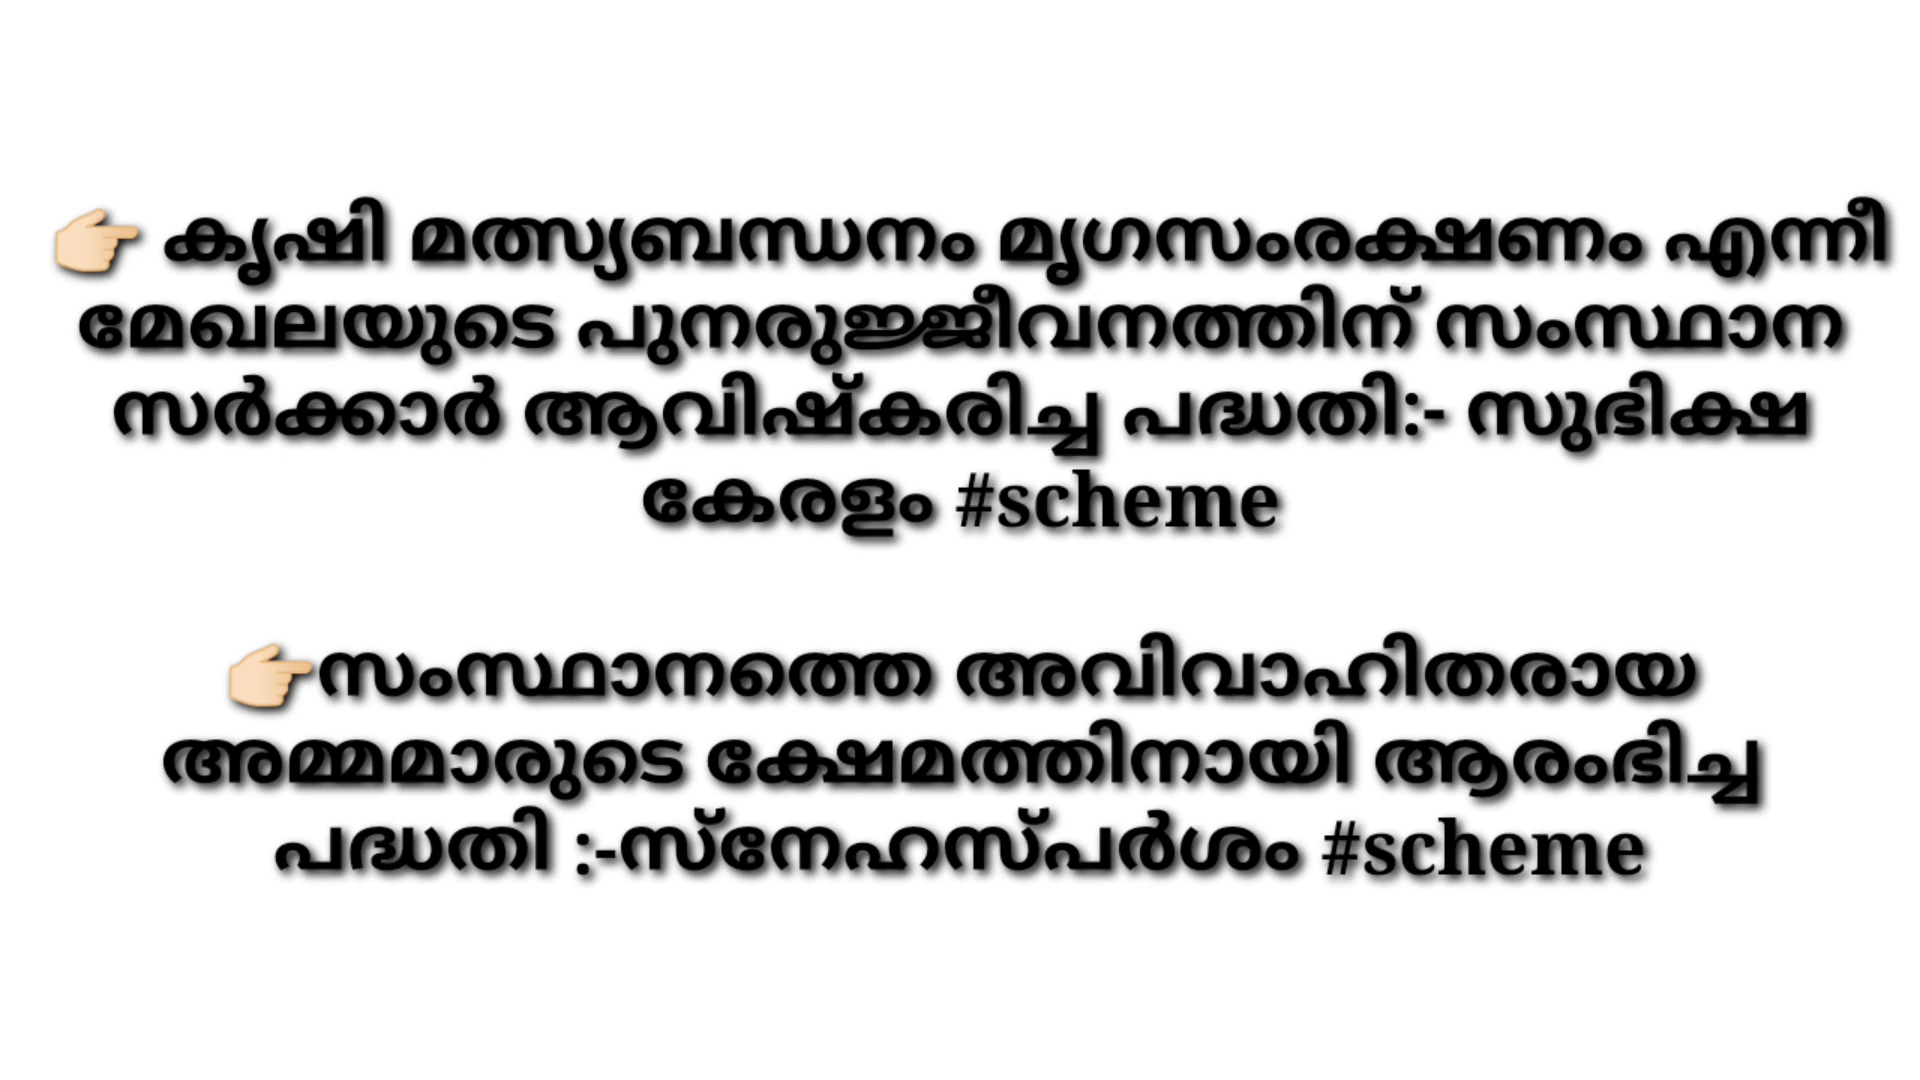 👉🏻 കൃഷി മത്സ്യബന്ധനം മൃഗസംരക്ഷണം എന്നീ
മേഖലയുടെ പുനരുജ്ജീവനത്തിന് സംസ്ഥാന
സർക്കാർ ആവിഷ്കരിച്ച പദ്ധതി:- സുഭിക്ഷ
കേരളം #scheme
👉🏻സംസ്ഥാനത്തെ അവിവാഹിതരായ
അമ്മമാരുടെ ക്ഷേമത്തിനായി ആരംഭിച്ച
പദ്ധതി :-സ്നേഹസ്പർശം #scheme